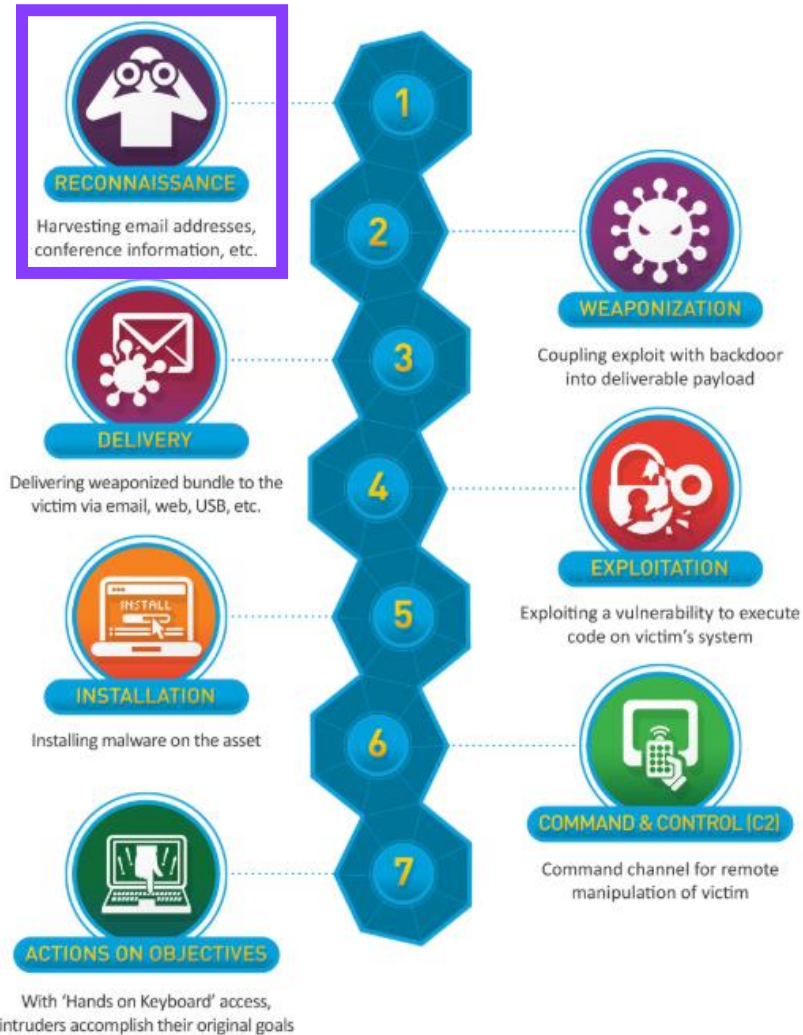 1
RECONNAISSANCE
Harvesting email addresses,
conference information, etc.
2
WEAPONIZATION
Coupling exploit with backdoor
into deliverable payload
3
DELIVERY
Delivering weaponized bundle to the
victim via email, web, USB, etc.
4
EXPLOITATION
Exploiting a vulnerability to execute
code on victim's system
5
INSTALL
INSTALLATION
Installing malware on the asset
6
COMMAND & CONTROL (C2)
Command channel for remote
manipulation of victim
7
ACTIONS ON OBJECTIVES
With 'Hands on Keyboard' access,
intruders accomplish their original goals